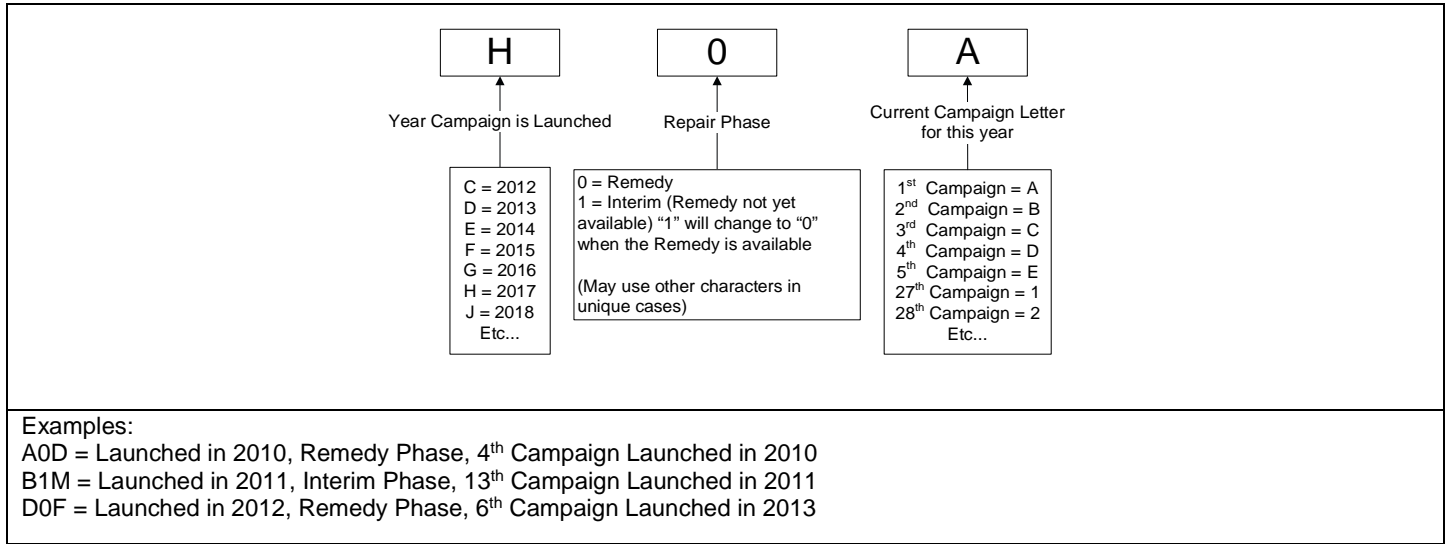 H
0
A
Year Campaign is Launched
Repair Phase
Current Campaign Letter
for this year
C = 2012
D = 2013
E = 2014
F = 2015
G = 2016
H = 2017
J = 2018
Etc...
0 = Remedy
1 = Interim (Remedy not yet
available) “1” will change to “0”
when the Remedy is available
(May use other characters in
unique cases)
1st Campaign = A
2nd Campaign = B
3rd Campaign = C
4th Campaign = D
5th Campaign = E
27th Campaign = 1
28th Campaign = 2
Etc...
Examples:
A0D = Launched in 2010, Remedy Phase, 4th Campaign Launched in 2010
B1M = Launched in 2011, Interim Phase, 13th Campaign Launched in 2011
D0F = Launched in 2012, Remedy Phase, 6th Campaign Launched in 2013